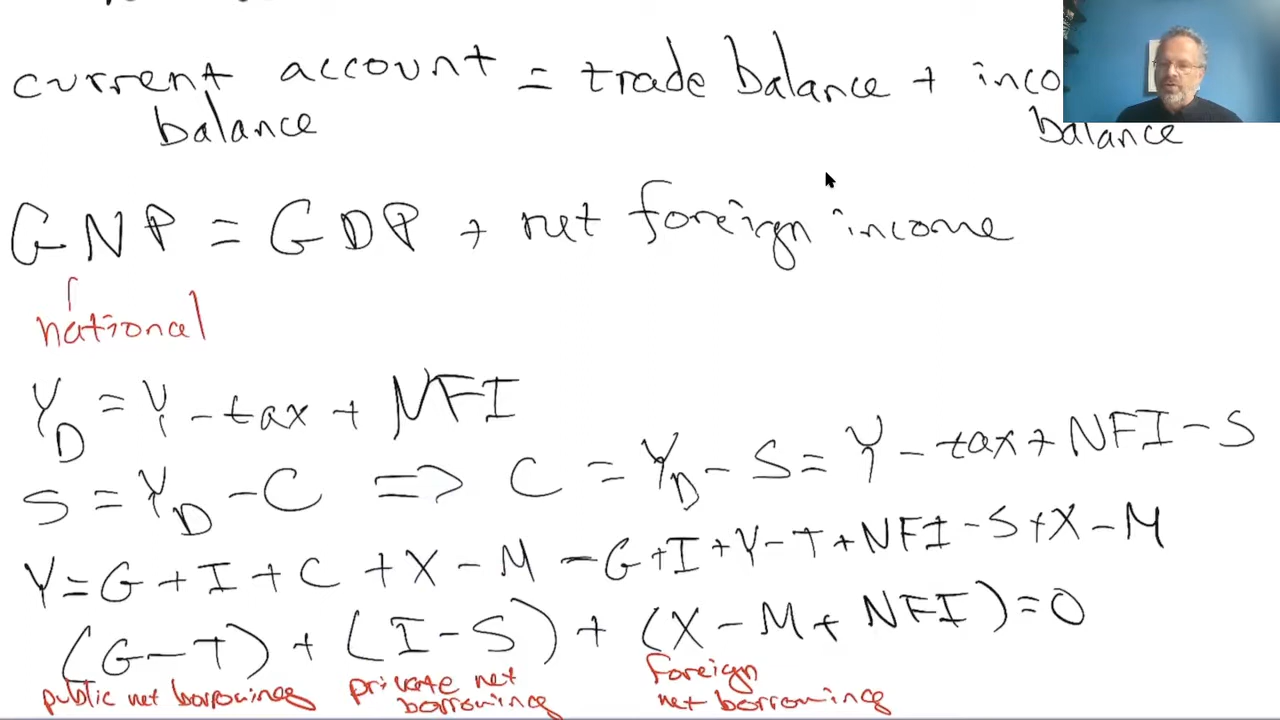 current account = trade balance + inco
balance balance
GNP = GDP + net foreign income
national
Y_D = Y - tax + NFI
S = Y_D - C => C = Y_D - S = Y - tax + NFI - S
Y = G + I + C + X - M = G + I + Y - T + NFI - S + X - M
(G - T) + (I - S) + (X - M + NFI) = 0
public net borrowing private net borrowing foreign net borrowing